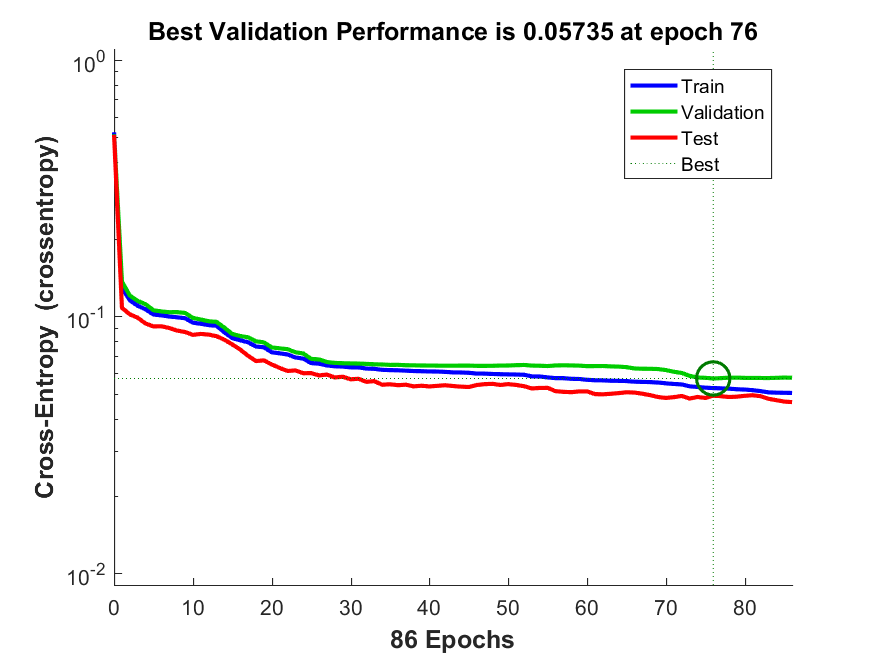 Best Validation Performance is 0.05735 at epoch 76
Cross-Entropy (crossentropy)
10^0
10^-1
10^-2
Train
Validation
Test
Best
0 10 20 30 40 50 60 70 80
86 Epochs